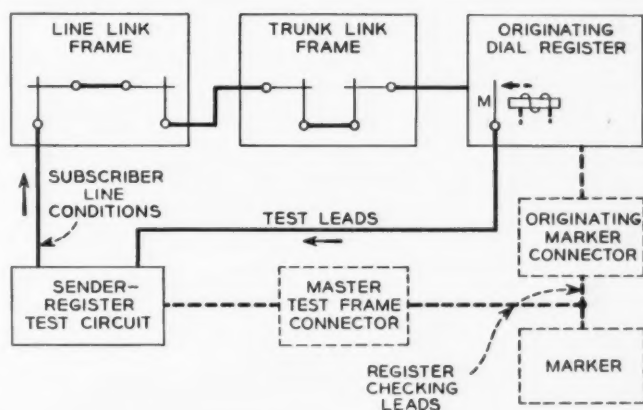 LINE LINK
FRAME
TRUNK LINK
FRAME
ORIGINATING
DIAL REGISTER
M
SUBSCRIBER
LINE
CONDITIONS
TEST LEADS
ORIGINATING
MARKER
CONNECTOR
SENDER-
REGISTER
TEST CIRCUIT
MASTER
TEST FRAME
CONNECTOR
REGISTER
CHECKING
LEADS
MARKER